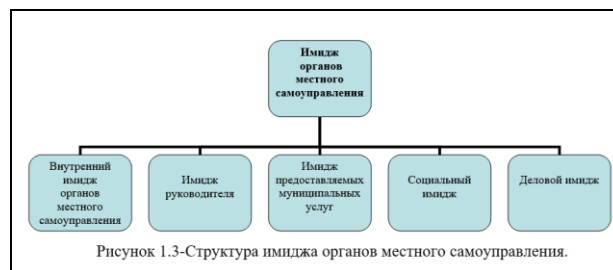 Имидж
органов
местного
самоуправления
Внутренний
имидж
органов
местного
самоуправления
Имидж
руководителя
Имидж
предоставляемых
муниципальных
услуг
Социальный
имидж
Деловой имидж
Рисунок 1.3-Структура имиджа органов местного самоуправления.